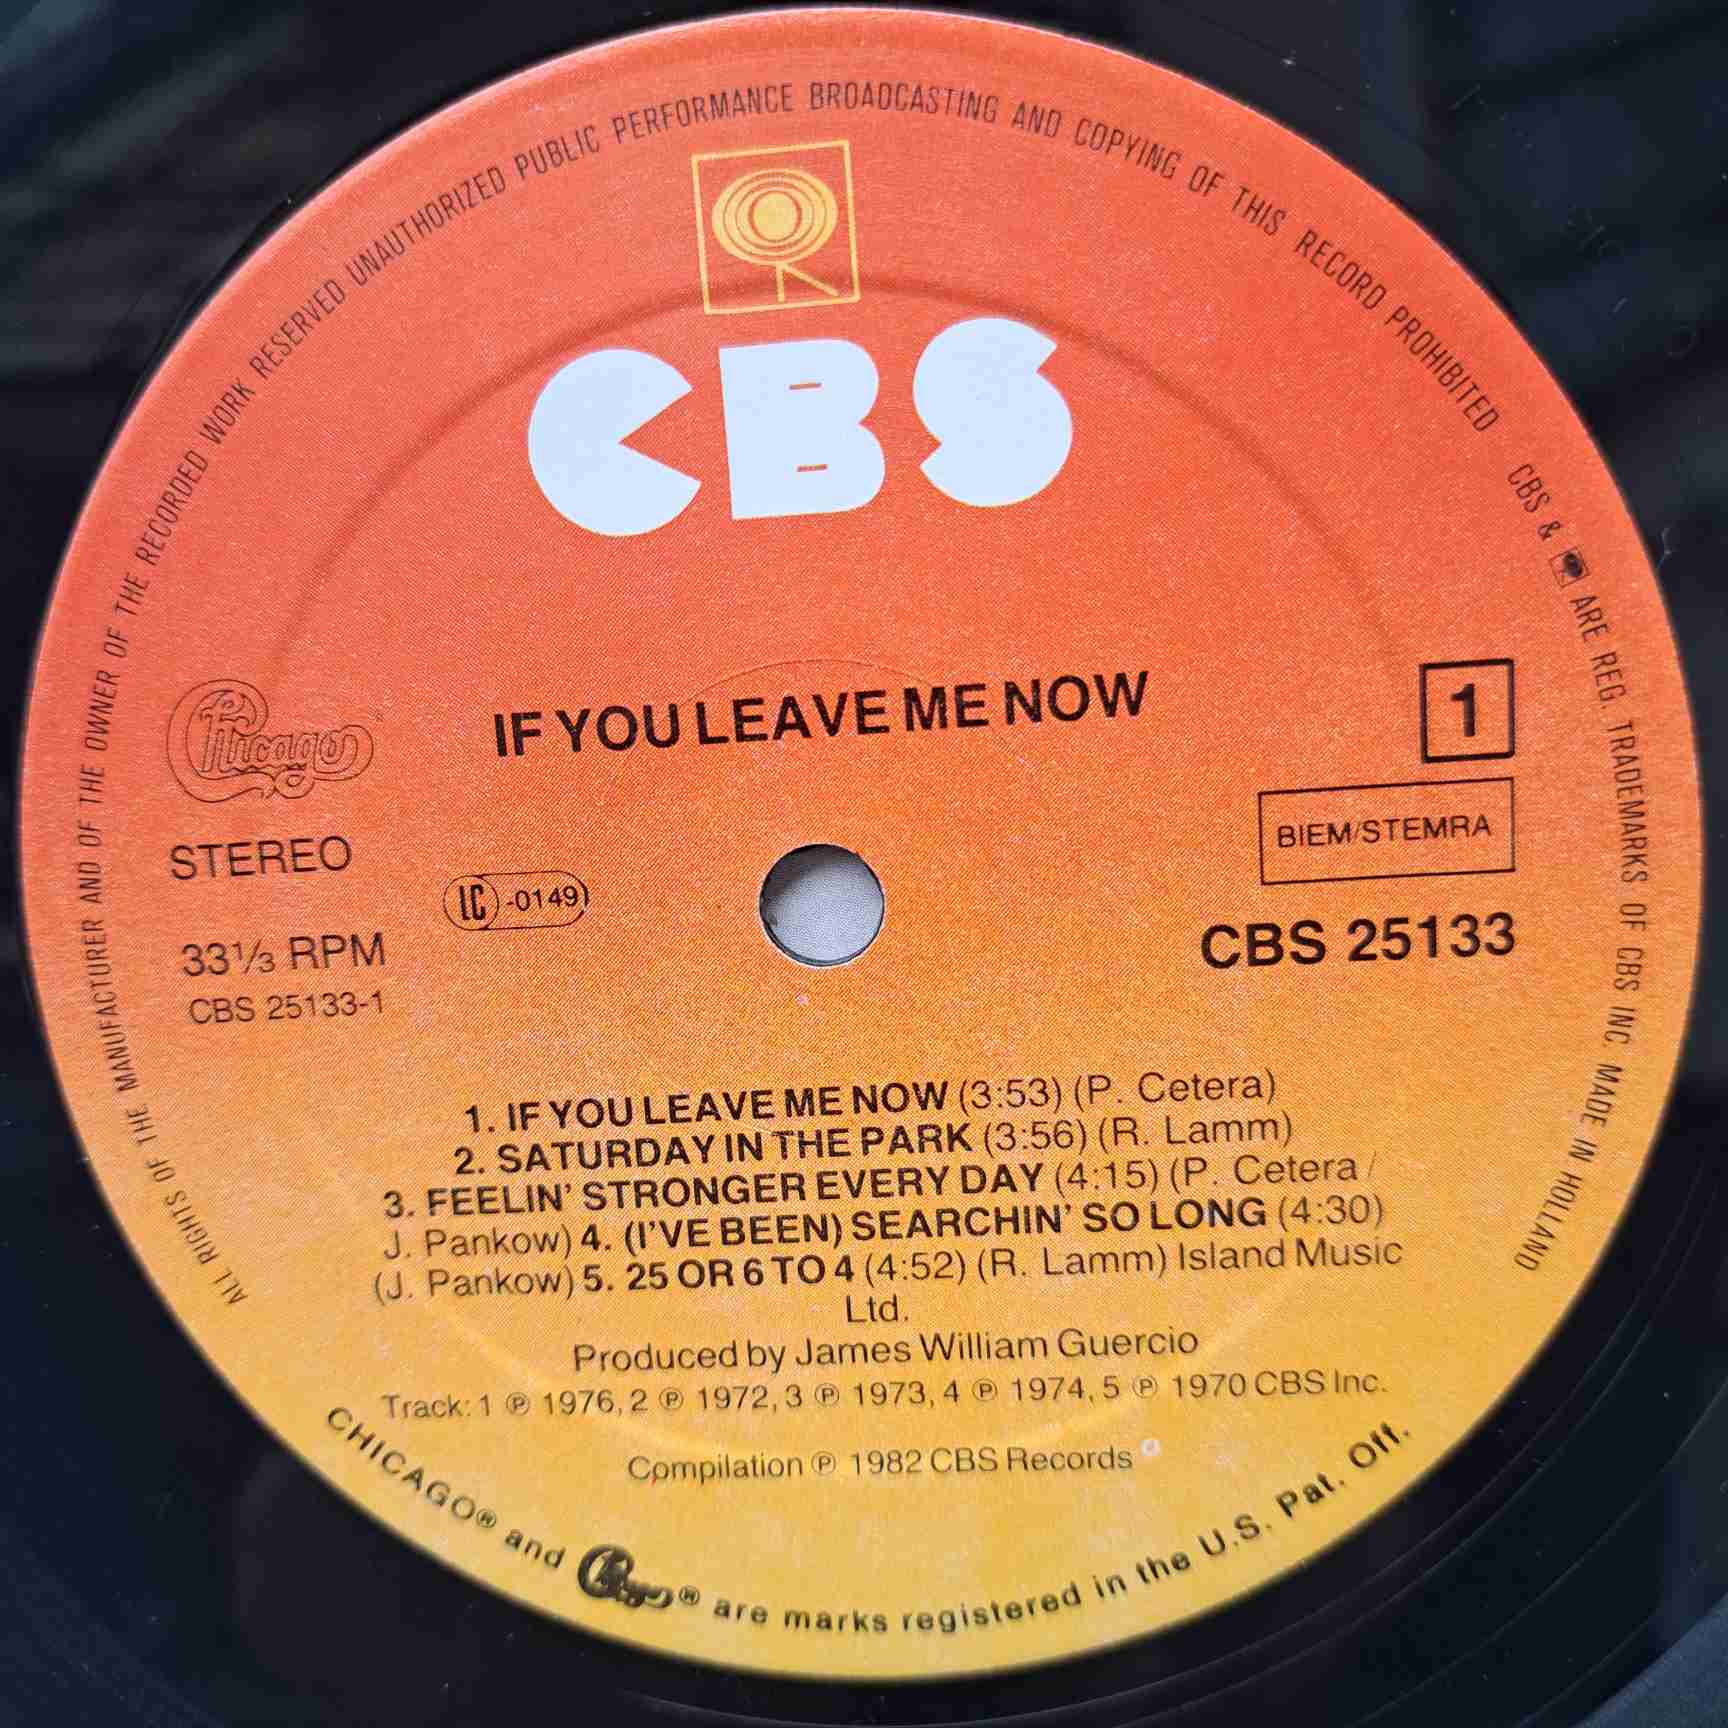 ALL RIGHTS OF THE MANUFACTURER AND OF THE OWNER OF THE RECORDED WORK RESERVED UNAUTHORIZED PUBLIC PERFORMANCE BROADCASTING AND COPYING OF THIS RECORD PROHIBITED
CBS & ARE REG. TRADEMARKS OF CBS INC. MADE IN HOLLAND
CBS
Chicago
IF YOU LEAVE ME NOW
1
STEREO
BIEM/STEMRA
LC -0149
33⅓ RPM
CBS 25133
CBS 25133-1
1. IF YOU LEAVE ME NOW (3:53) (P. Cetera)
2. SATURDAY IN THE PARK (3:56) (R. Lamm)
3. FEELIN' STRONGER EVERY DAY (4:15) (P. Cetera /
J. Pankow) 4. (I'VE BEEN) SEARCHIN' SO LONG (4:30)
(J. Pankow) 5. 25 OR 6 TO 4 (4:52) (R. Lamm) Island Music
Ltd.
Produced by James William Guercio
Track: 1 ℗ 1976, 2 ℗ 1972, 3 ℗ 1973, 4 ℗ 1974, 5 ℗ 1970 CBS Inc.
Compilation ℗ 1982 CBS Records
CHICAGO® and Chicago® are marks registered in the U.S. Pat. Off.